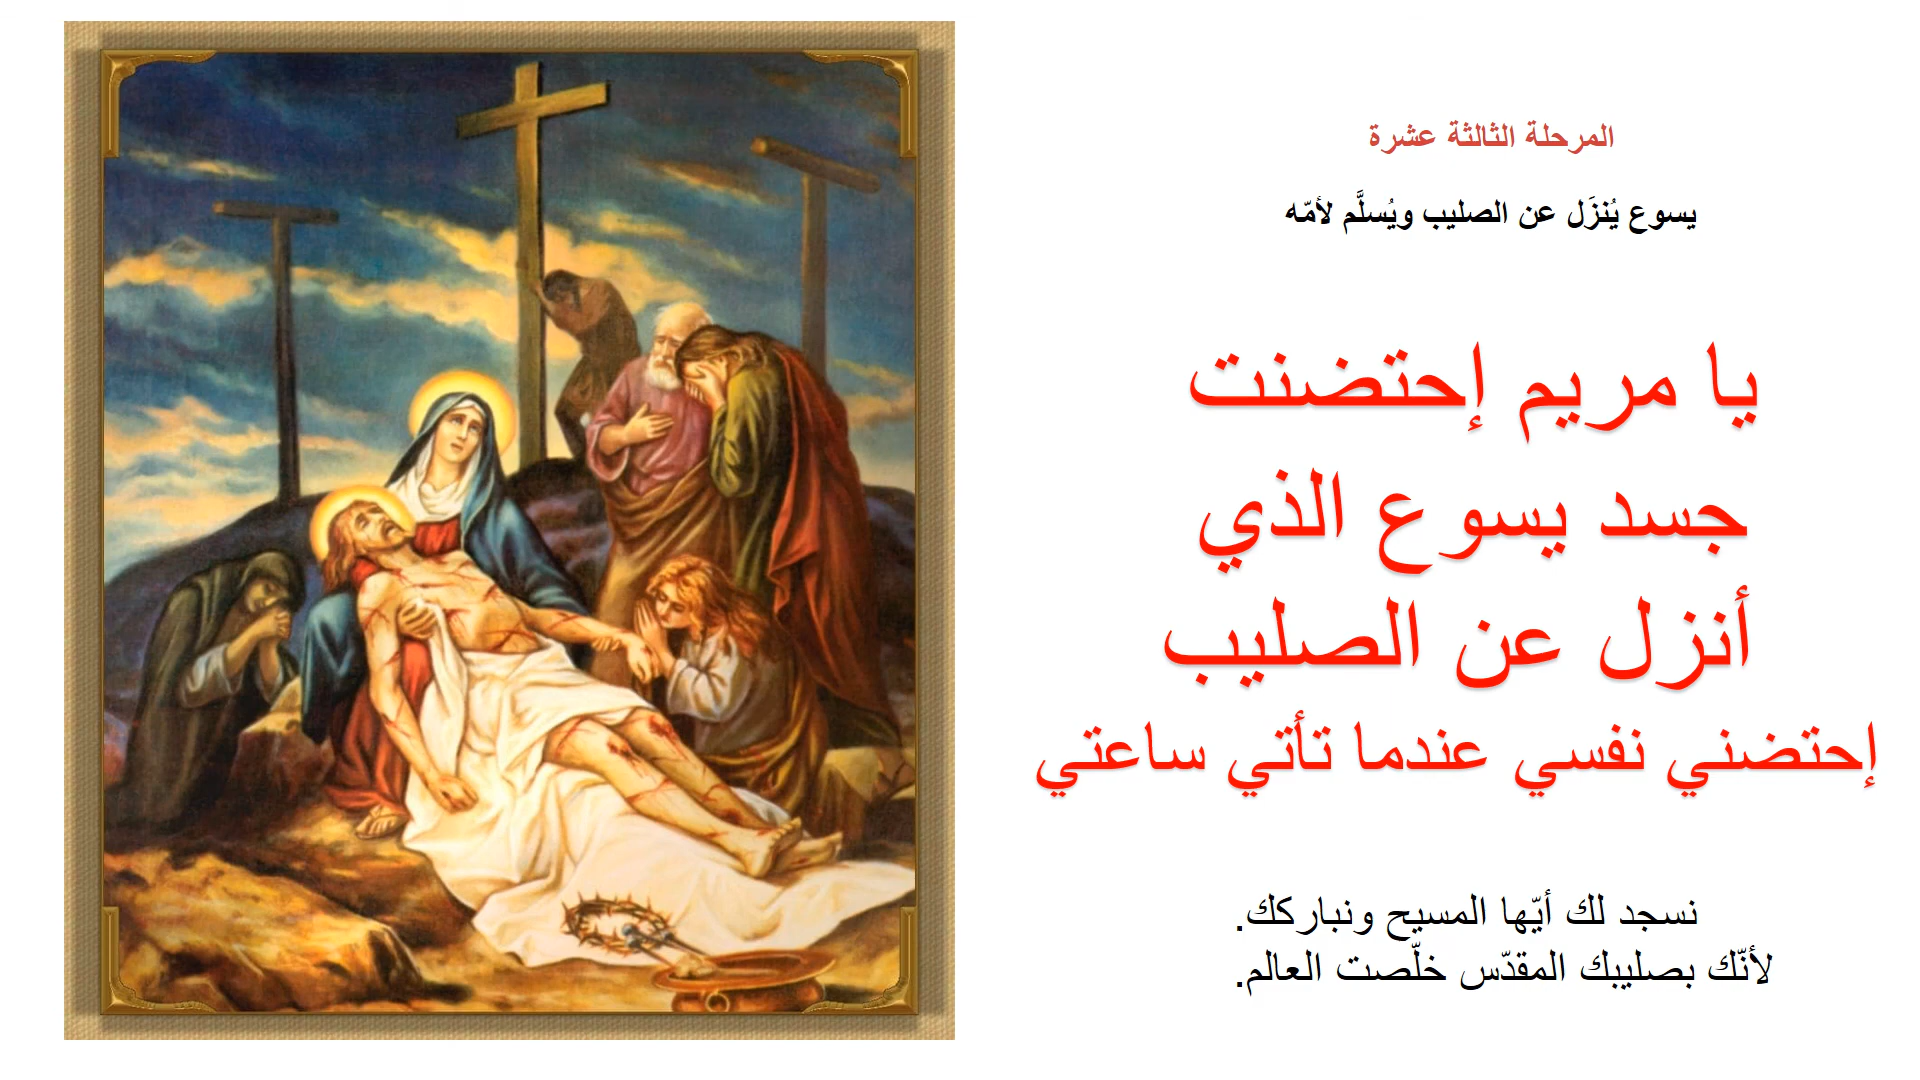 المرحلة الثالثة عشرة
يسوع يُنزَل عن الصليب ويُسلَّم لأمّه
يا مريم إحتضنت
جسد يسوع الذي
أنزل عن الصليب
إحتضني نفسي عندما تأتي ساعتي
نسجد لك أيّها المسيح ونباركك.
لأنّك بصليبك المقدّس خلّصت العالم.